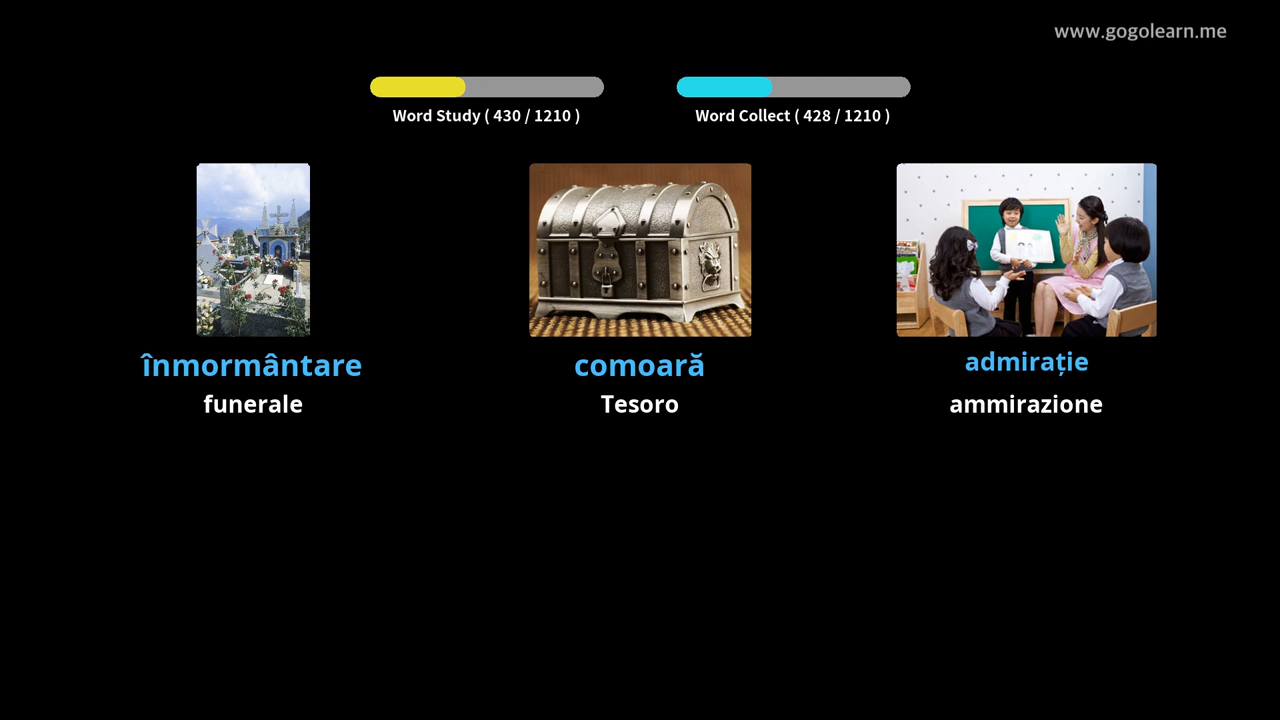 www.gogolearn.me
Word Study ( 430 / 1210 )
Word Collect ( 428 / 1210 )
înmormântare
funerale
comoară
Tesoro
admirație
ammirazione